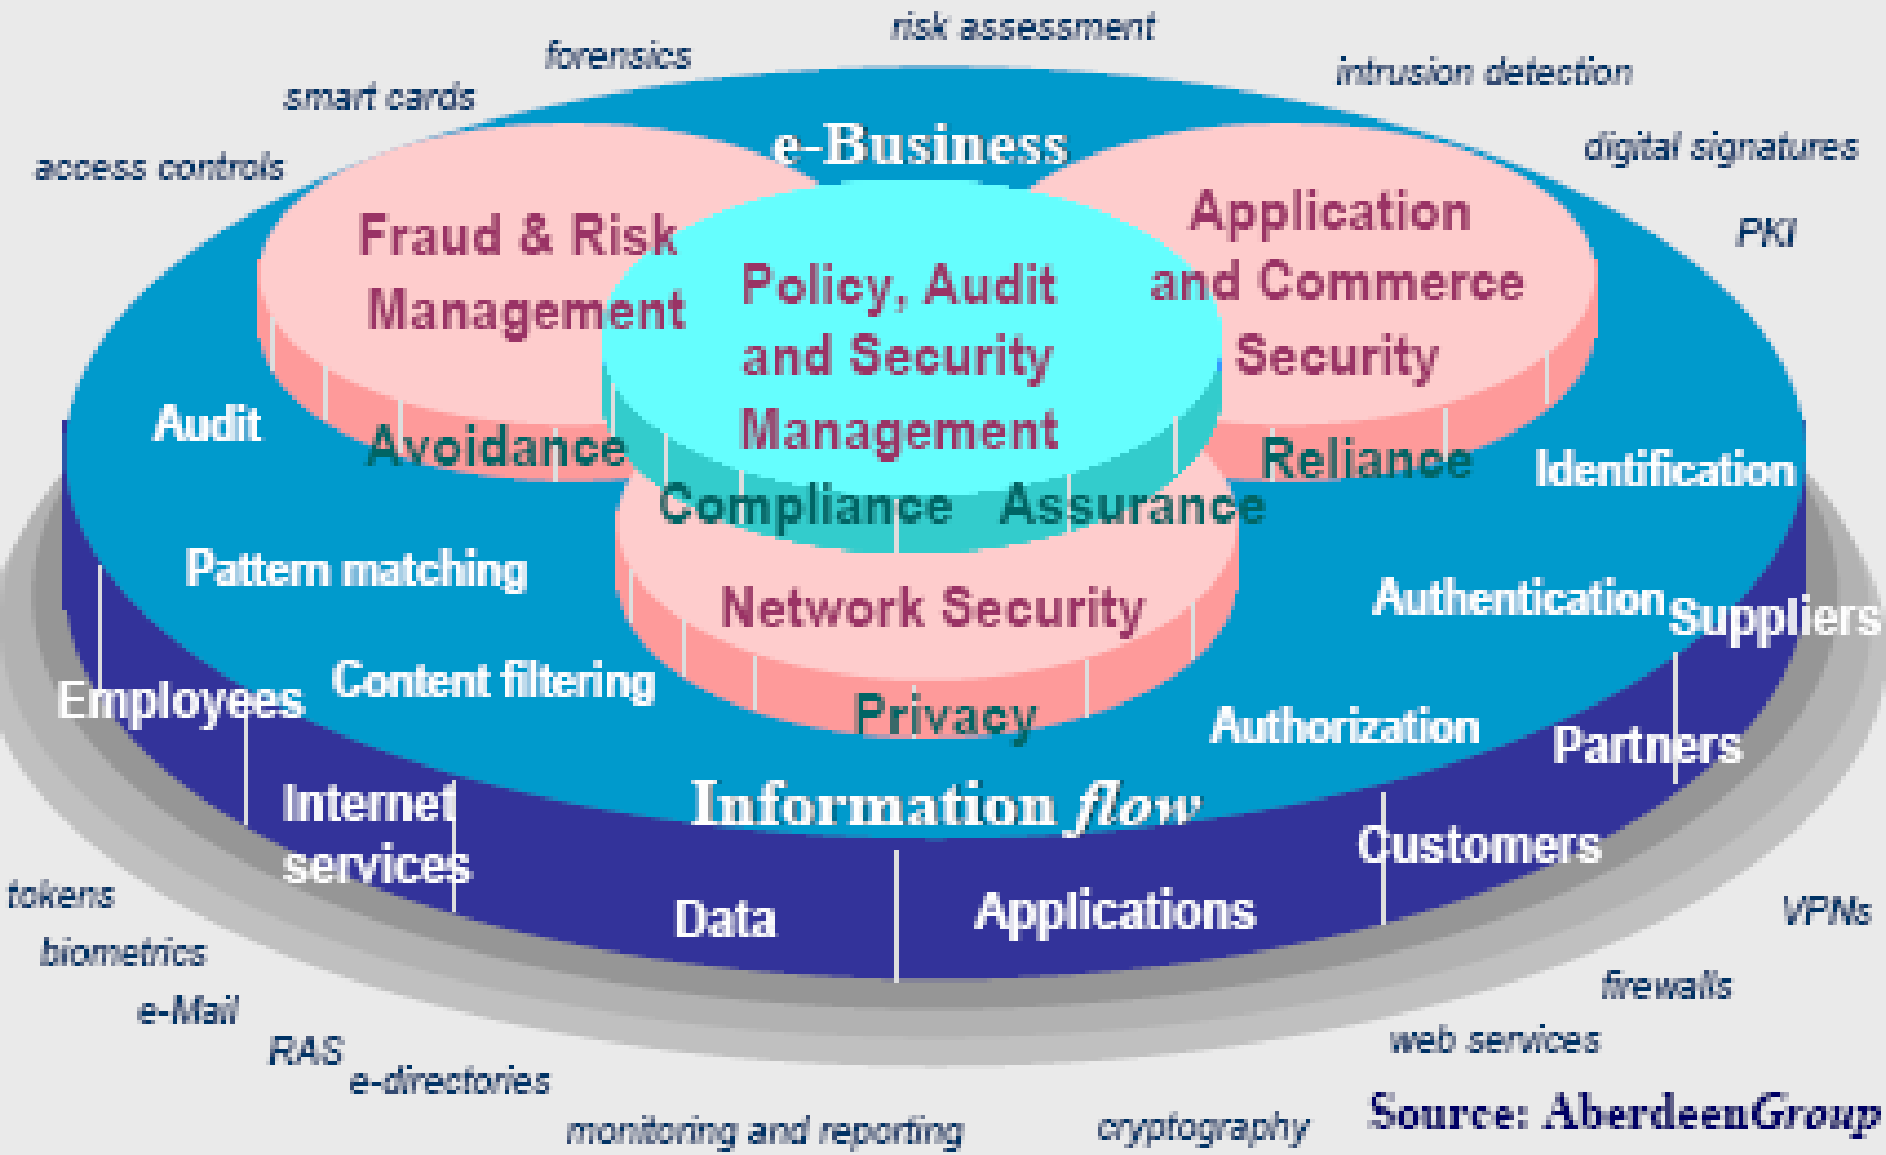 risk assessment
forensics
intrusion detection
smart cards
e-Business
digital signatures
access controls
Fraud & Risk
Management
Application
and Commerce
Security
PKI
Policy, Audit
and Security
Management
Audit
Avoidance
Reliance
Identification
Compliance
Assurance
Pattern matching
Network Security
Authentication
Suppliers
Content filtering
Employees
Privacy
Authorization
Partners
Information flow
Internet
services
Customers
Data
Applications
tokens
VPNs
biometrics
firewalls
e-Mail
RAS
web services
e-directories
monitoring and reporting
cryptography
Source: AberdeenGroup